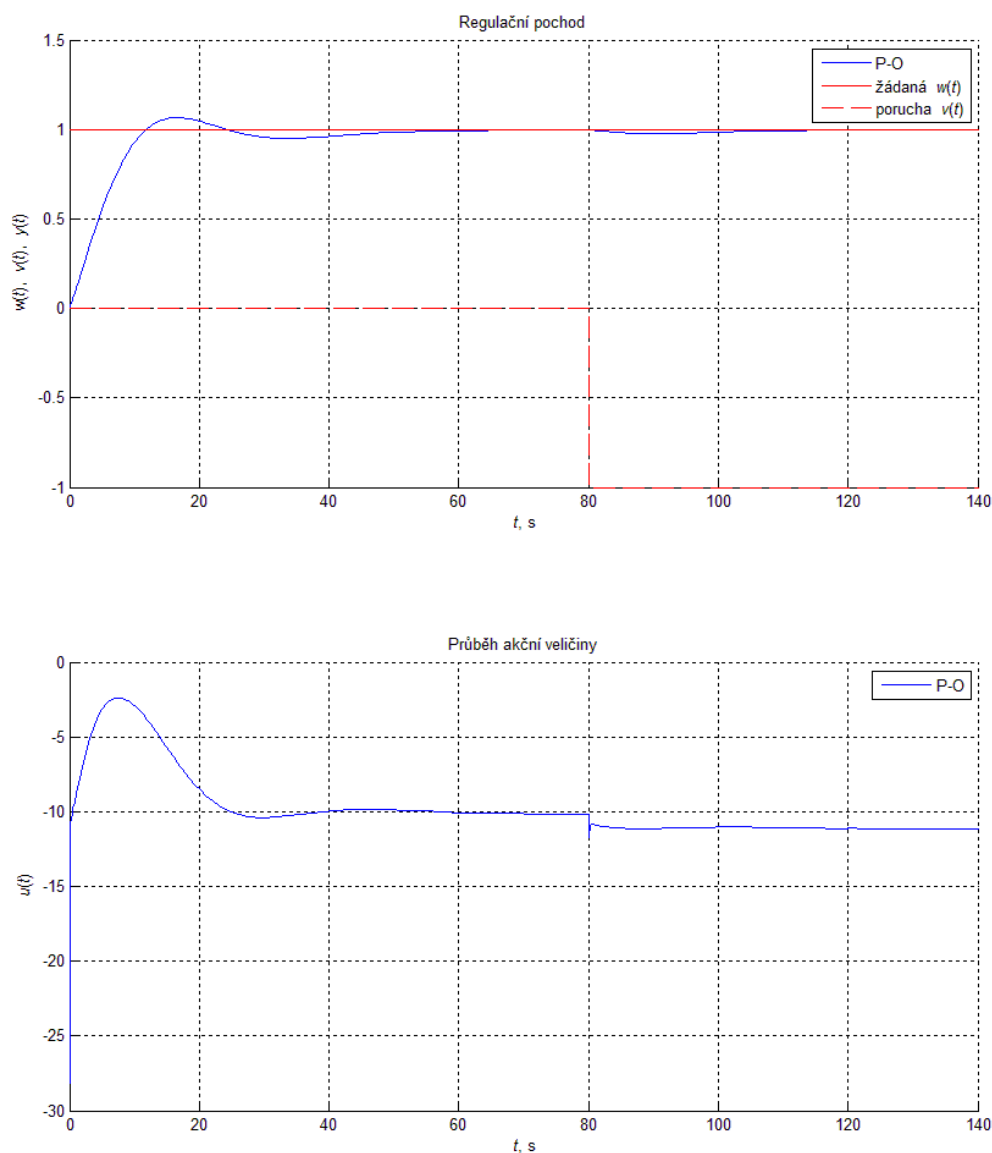 Regulační pochod
1.5
1
0.5
0
-0.5
-1
w(t), v(t), y(t)
P-O
žádaná w(t)
porucha v(t)
0 20 40 60 80 100 120 140
t, s
Průběh akční veličiny
0
-5
-10
-15
-20
-25
-30
u(t)
P-O
0 20 40 60 80 100 120 140
t, s